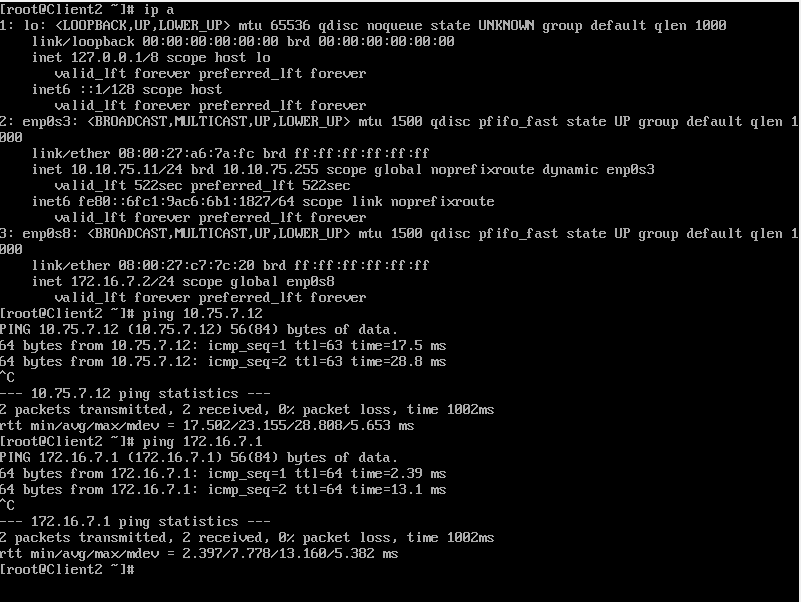 [root@Client2 ~]# ip a
1: lo: <LOOPBACK,UP,LOWER_UP> mtu 65536 qdisc noqueue state UNKNOWN group default qlen 1000
    link/loopback 00:00:00:00:00:00 brd 00:00:00:00:00:00
    inet 127.0.0.1/8 scope host lo
       valid_lft forever preferred_lft forever
    inet6 ::1/128 scope host
       valid_lft forever preferred_lft forever
2: enp0s3: <BROADCAST,MULTICAST,UP,LOWER_UP> mtu 1500 qdisc pfifo_fast state UP group default qlen 1
000
    link/ether 08:00:27:a6:7a:fc brd ff:ff:ff:ff:ff:ff
    inet 10.10.75.11/24 brd 10.10.75.255 scope global noprefixroute dynamic enp0s3
       valid_lft 522sec preferred_lft 522sec
    inet6 fe80::6fc1:9ac6:6b1:1827/64 scope link noprefixroute
       valid_lft forever preferred_lft forever
3: enp0s8: <BROADCAST,MULTICAST,UP,LOWER_UP> mtu 1500 qdisc pfifo_fast state UP group default qlen 1
000
    link/ether 08:00:27:c7:7c:20 brd ff:ff:ff:ff:ff:ff
    inet 172.16.7.2/24 scope global enp0s8
       valid_lft forever preferred_lft forever
[root@Client2 ~]# ping 10.75.7.12
PING 10.75.7.12 (10.75.7.12) 56(84) bytes of data.
64 bytes from 10.75.7.12: icmp_seq=1 ttl=63 time=17.5 ms
64 bytes from 10.75.7.12: icmp_seq=2 ttl=63 time=28.8 ms
^C
--- 10.75.7.12 ping statistics ---
2 packets transmitted, 2 received, 0% packet loss, time 1002ms
rtt min/avg/max/mdev = 17.502/23.155/28.808/5.653 ms
[root@Client2 ~]# ping 172.16.7.1
PING 172.16.7.1 (172.16.7.1) 56(84) bytes of data.
64 bytes from 172.16.7.1: icmp_seq=1 ttl=64 time=2.39 ms
64 bytes from 172.16.7.1: icmp_seq=2 ttl=64 time=13.1 ms
^C
--- 172.16.7.1 ping statistics ---
2 packets transmitted, 2 received, 0% packet loss, time 1002ms
rtt min/avg/max/mdev = 2.397/7.778/13.160/5.382 ms
[root@Client2 ~]#